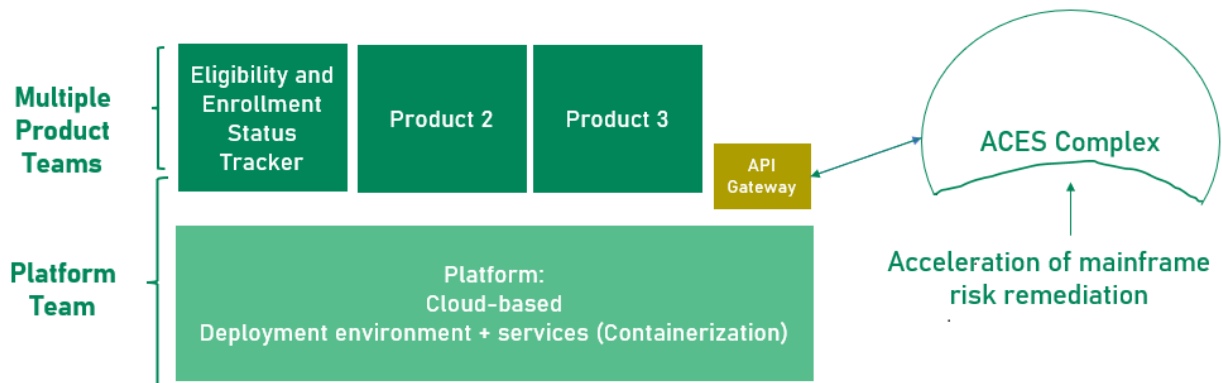 Multiple
Product
Teams
Eligibility and
Enrollment
Status
Tracker
Product 2
Product 3
API
Gateway
ACES Complex
Platform
Team
Platform:
Cloud-based
Deployment environment + services (Containerization)
Acceleration of mainframe
risk remediation